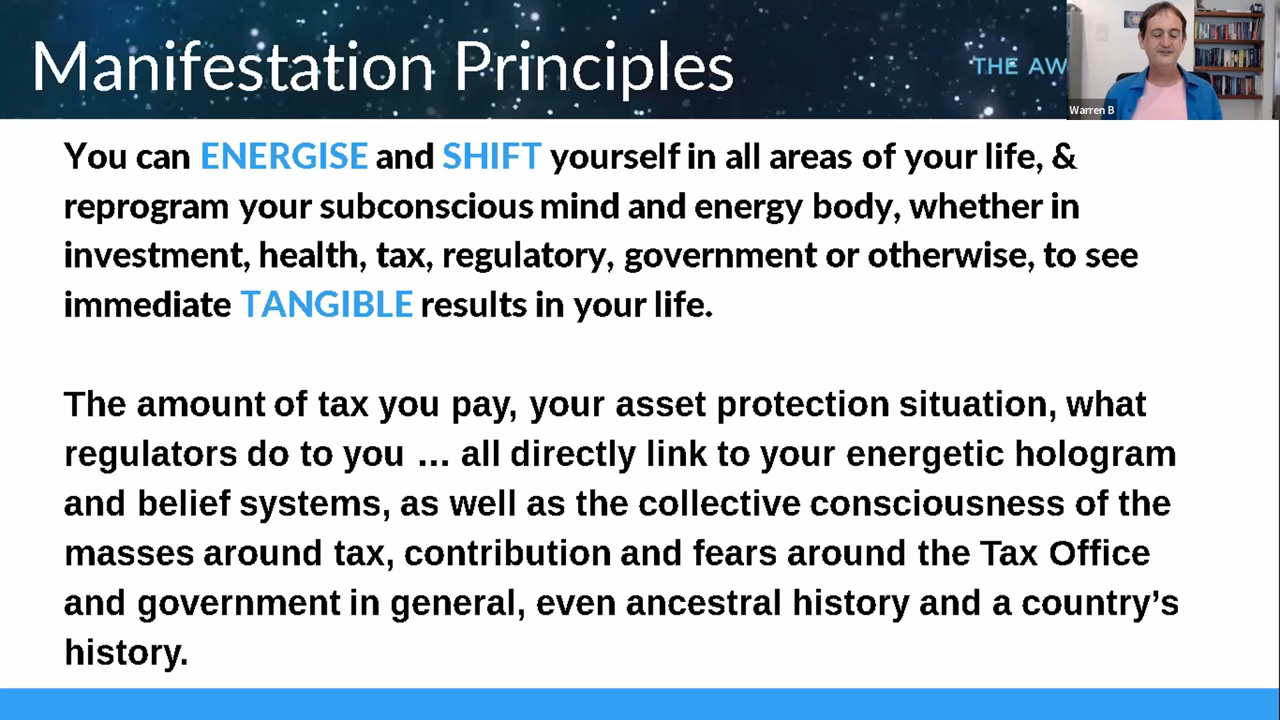 Manifestation Principles
THE AW
Warren B
You can ENERGISE and SHIFT yourself in all areas of your life, &
reprogram your subconscious mind and energy body, whether in
investment, health, tax, regulatory, government or otherwise, to see
immediate TANGIBLE results in your life.
The amount of tax you pay, your asset protection situation, what
regulators do to you … all directly link to your energetic hologram
and belief systems, as well as the collective consciousness of the
masses around tax, contribution and fears around the Tax Office
and government in general, even ancestral history and a country’s
history.